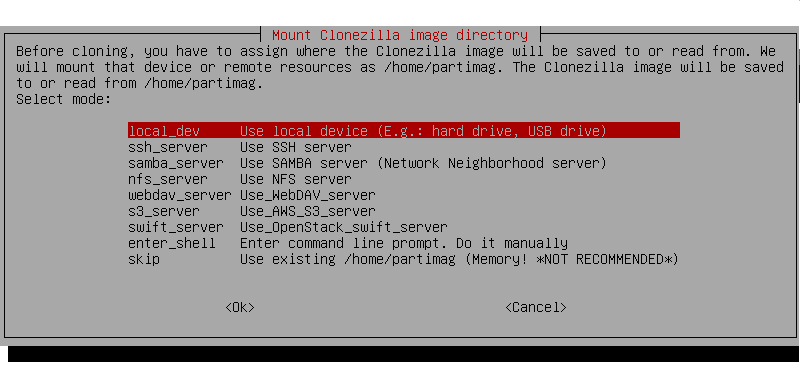 Mount Clonezilla image directory
Before cloning, you have to assign where the Clonezilla image will be saved to or read from. We
will mount that device or remote resources as /home/partimag. The Clonezilla image will be saved
to or read from /home/partimag.
Select mode:
local_dev Use local device (E.g.: hard drive, USB drive)
ssh_server Use SSH server
samba_server Use SAMBA server (Network Neighborhood server)
nfs_server Use NFS server
webdav_server Use_WebDAV_server
s3_server Use_AWS_S3_server
swift_server Use_OpenStack_swift_server
enter_shell Enter command line prompt. Do it manually
skip Use existing /home/partimag (Memory! *NOT RECOMMENDED*)
<Ok> <Cancel>